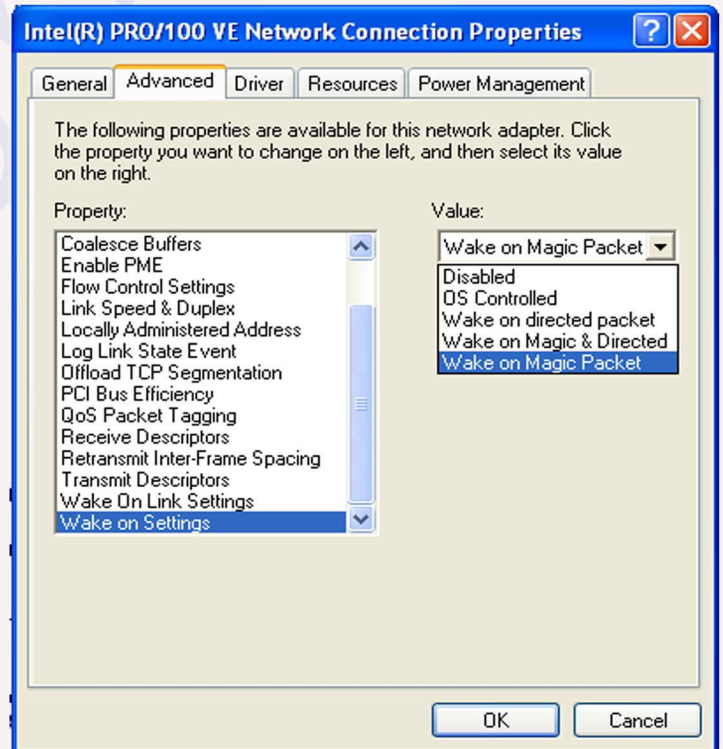 Intel(R) PRO/100 VE Network Connection Properties
General Advanced Driver Resources Power Management
The following properties are available for this network adapter. Click
the property you want to change on the left, and then select its value
on the right.
Property:
Coalesce Buffers
Enable PME
Flow Control Settings
Link Speed & Duplex
Locally Administered Address
Log Link State Event
Offload TCP Segmentation
PCI Bus Efficiency
QoS Packet Tagging
Receive Descriptors
Retransmit Inter-Frame Spacing
Transmit Descriptors
Wake On Link Settings
Wake on Settings
Value:
Wake on Magic Packet
Disabled
OS Controlled
Wake on directed packet
Wake on Magic & Directed
Wake on Magic Packet
OK Cancel